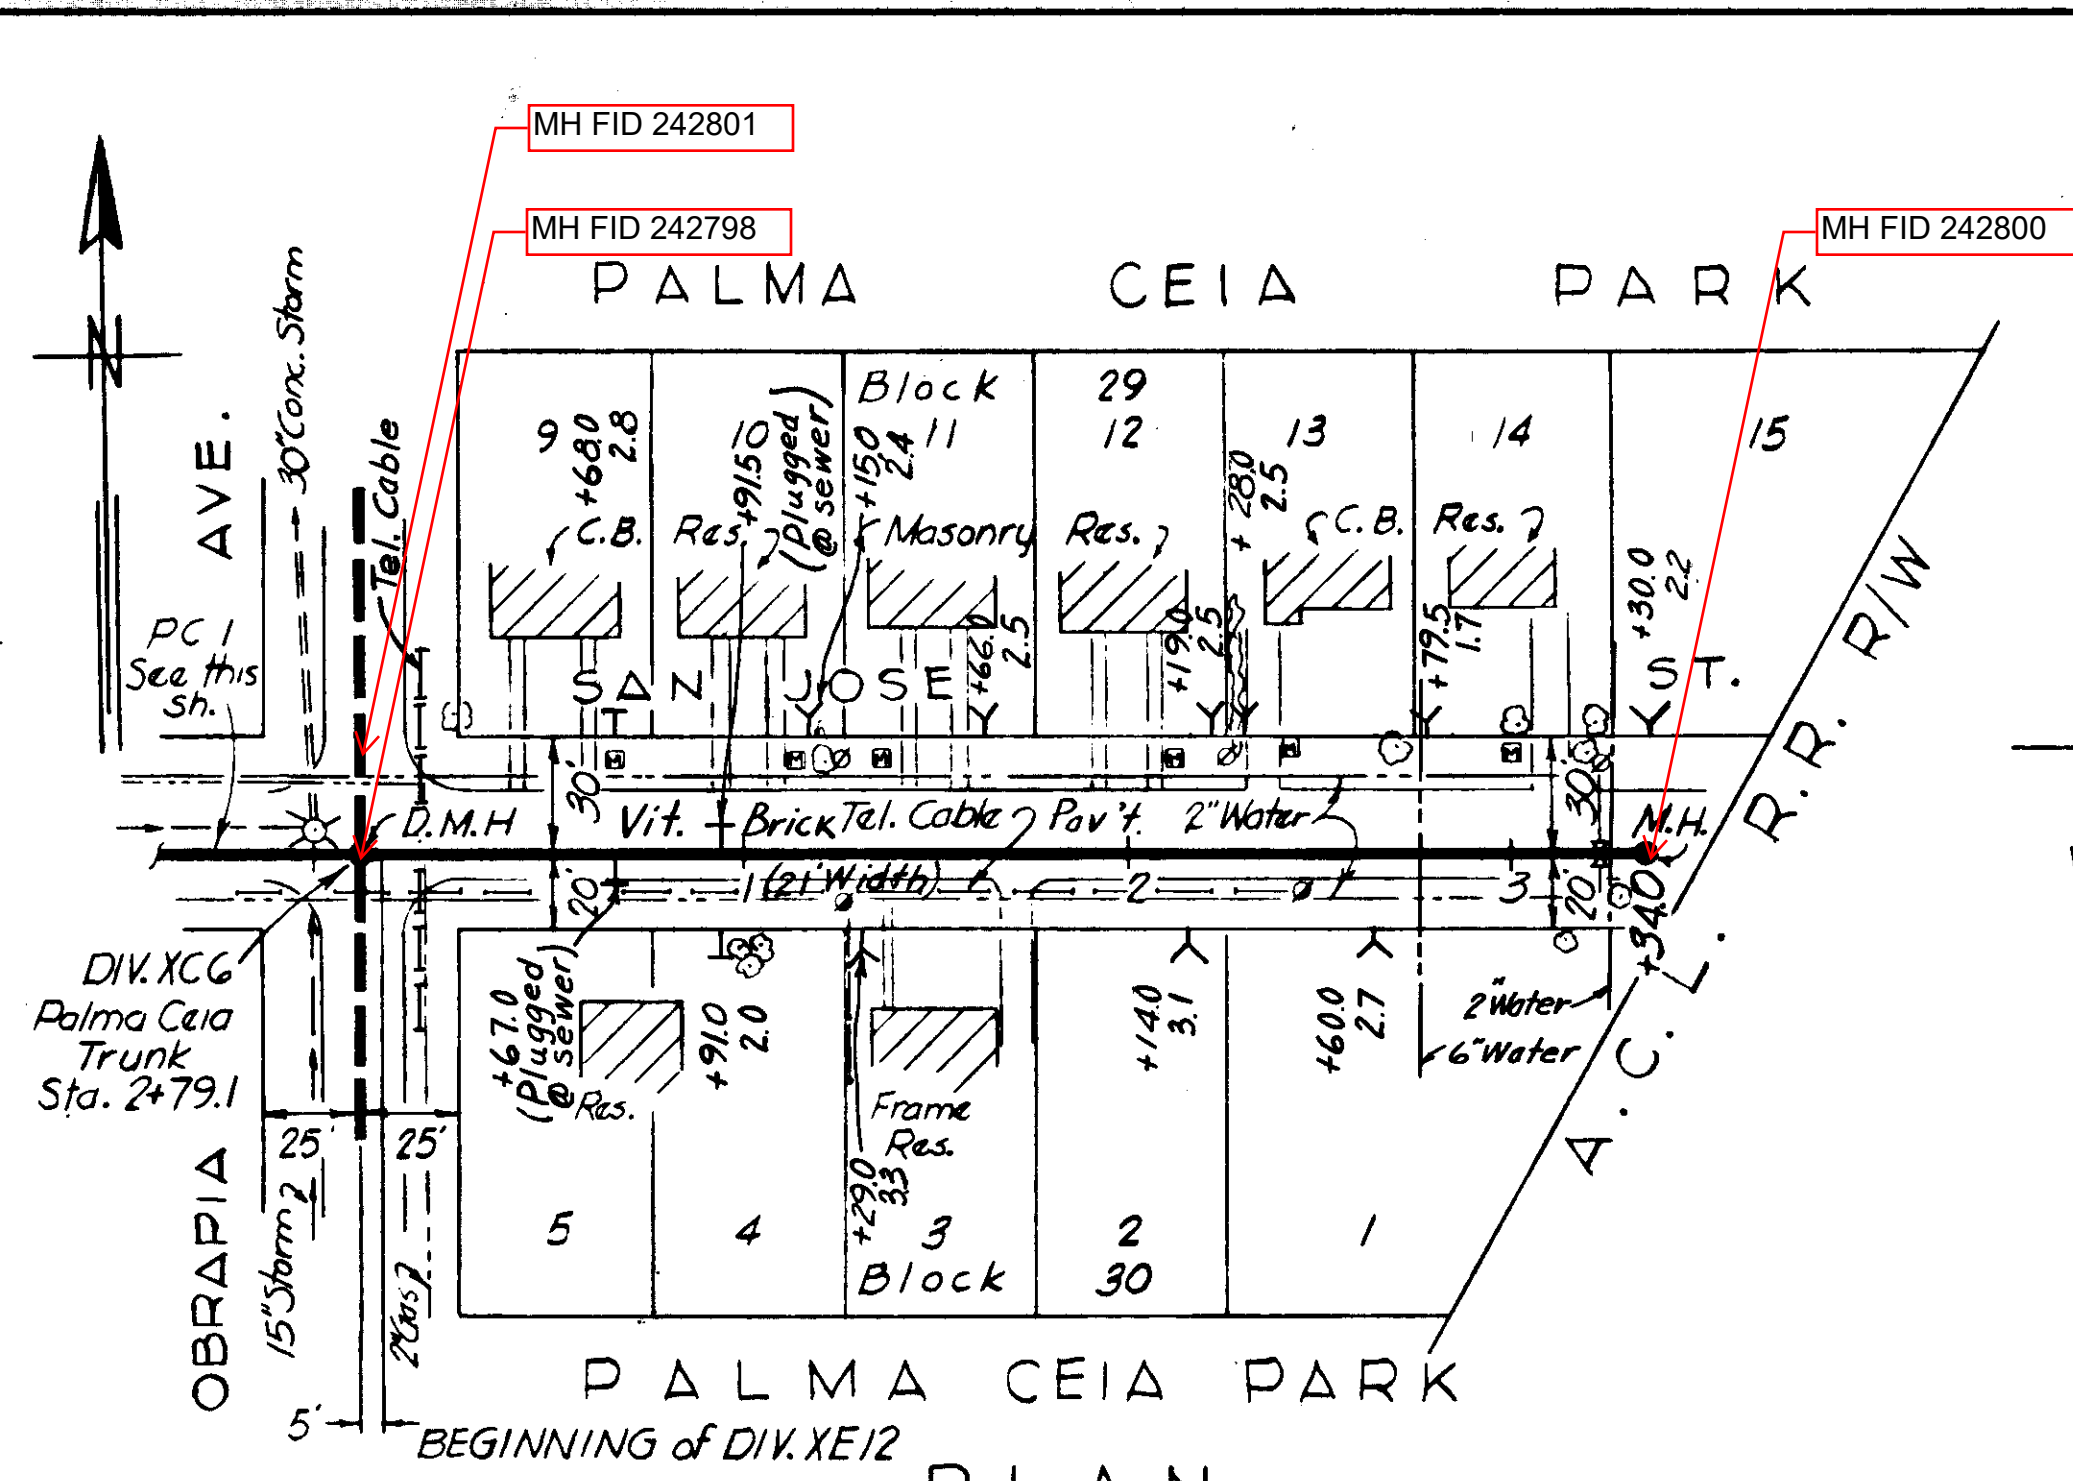 MH FID 242801
MH FID 242798
MH FID 242800
PALMA CEIA PARK
N
30" Conc. Storm
Tel. Cable
AVE.
Block 29
9
10
11
12
13
14
15
+68.0
2.8
+91.5
(Plugged
@ sewer)
+15.0
2.4
+28.0
2.5
C.B.
Res.
Masonry
Res.
C.B.
Res.
+66.0
2.5
+19.0
2.5
+79.5
1.7
+30.0
2.2
PC 1
See this
sh.
SAN JOSE ST.
M
M
M
M
M
M
30'
30'
D.M.H
Vit. Brick Pav't.
Tel. Cable
2" Water
M.H.
20'
1
(21' Width)
2
3
20'
+34.0
A.C.L. R.R. R/W
DIV. XC6
Palma Ceia
Trunk
Sta. 2+79.1
+67.0
(Plugged
@ sewer)
Res.
+91.0
2.0
+29.0
3.3
Frame
Res.
+14.0
3.1
+60.0
2.7
2" Water
6" Water
25'
25'
OBRAPIA
15" Storm
2" Gas
5
4
3
2
1
Block 30
PALMA CEIA PARK
5'
BEGINNING of DIV. XE12
PLAN